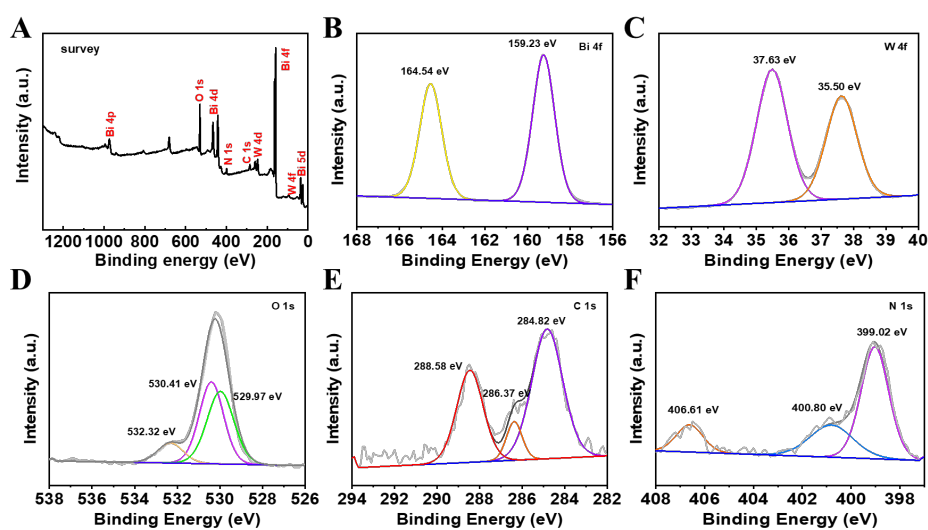 A
survey
Intensity (a.u.)
Bi 4p
O 1s
Bi 4d
N 1s
C 1s
W 4d
Bi 4f
W 4f
Bi 5d
1200 1000 800 600 400 200 0
Binding energy (eV)
B
Bi 4f
159.23 eV
164.54 eV
Intensity (a.u.)
168 166 164 162 160 158 156
Binding Energy (eV)
C
W 4f
37.63 eV
35.50 eV
Intensity (a.u.)
32 33 34 35 36 37 38 39 40
Binding Energy (eV)
D
O 1s
530.41 eV
529.97 eV
532.32 eV
Intensity (a.u.)
538 536 534 532 530 528 526
Binding Energy (eV)
E
C 1s
284.82 eV
288.58 eV
286.37 eV
Intensity (a.u.)
294 292 290 288 286 284 282
Binding Energy (eV)
F
N 1s
399.02 eV
400.80 eV
406.61 eV
Intensity (a.u.)
408 406 404 402 400 398
Binding Energy (eV)